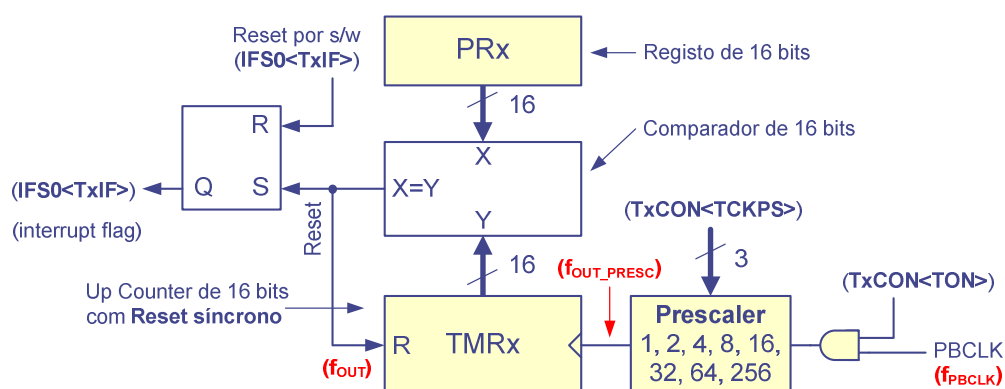 Reset por s/w
(IFS0<TxIF>)
PRx
Registo de 16 bits
16
R
Comparador de 16 bits
X
(IFS0<TxIF>)
Q
S
X=Y
(interrupt flag)
Reset
Y
(TxCON<TCKPS>)
16
(fOUT_PRESC)
3
(TxCON<TON>)
Up Counter de 16 bits
com Reset síncrono
R
TMRx
Prescaler
1, 2, 4, 8, 16,
32, 64, 256
PBCLK
(fOUT)
(fPBCLK)